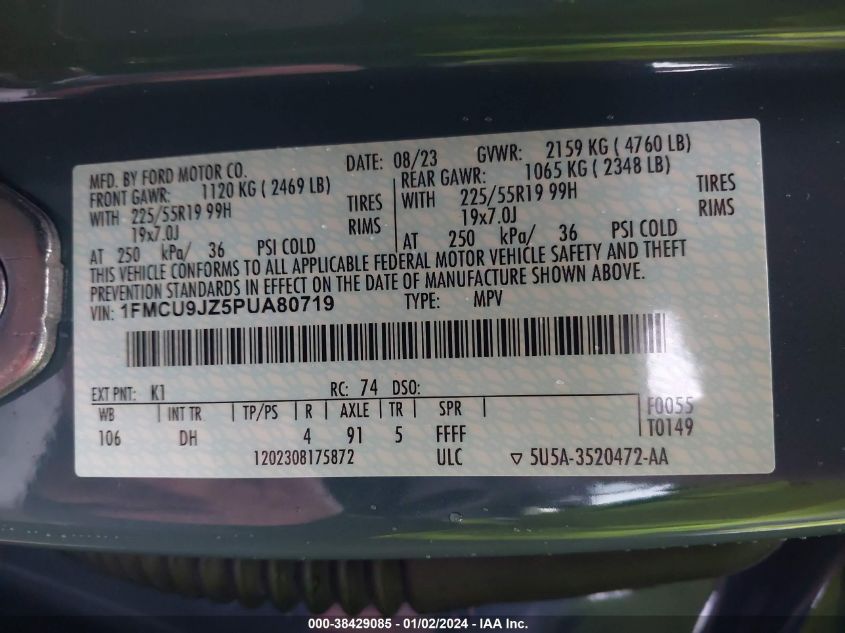 MFD. BY FORD MOTOR CO.
DATE: 08/23 GVWR: 2159 KG ( 4760 LB)
FRONT GAWR: 1120 KG ( 2469 LB)
REAR GAWR: 1065 KG ( 2348 LB)
WITH 225/55R19 99H TIRES
WITH 225/55R19 99H TIRES
19x7.0J RIMS
19x7.0J RIMS
AT 250 kPa/ 36 PSI COLD
AT 250 kPa/ 36 PSI COLD
THIS VEHICLE CONFORMS TO ALL APPLICABLE FEDERAL MOTOR VEHICLE SAFETY AND THEFT
PREVENTION STANDARDS IN EFFECT ON THE DATE OF MANUFACTURE SHOWN ABOVE.
VIN: 1FMCU9JZ5PUA80719 TYPE: MPV
EXT PNT: K1 RC: 74 DSO:
WB INT TR TP/PS R AXLE TR SPR F0055
106 DH 4 91 5 FFFF T0149
1202308175872 ULC ▽ 5U5A-3520472-AA
000-38429085 - 01/02/2024 - IAA Inc.